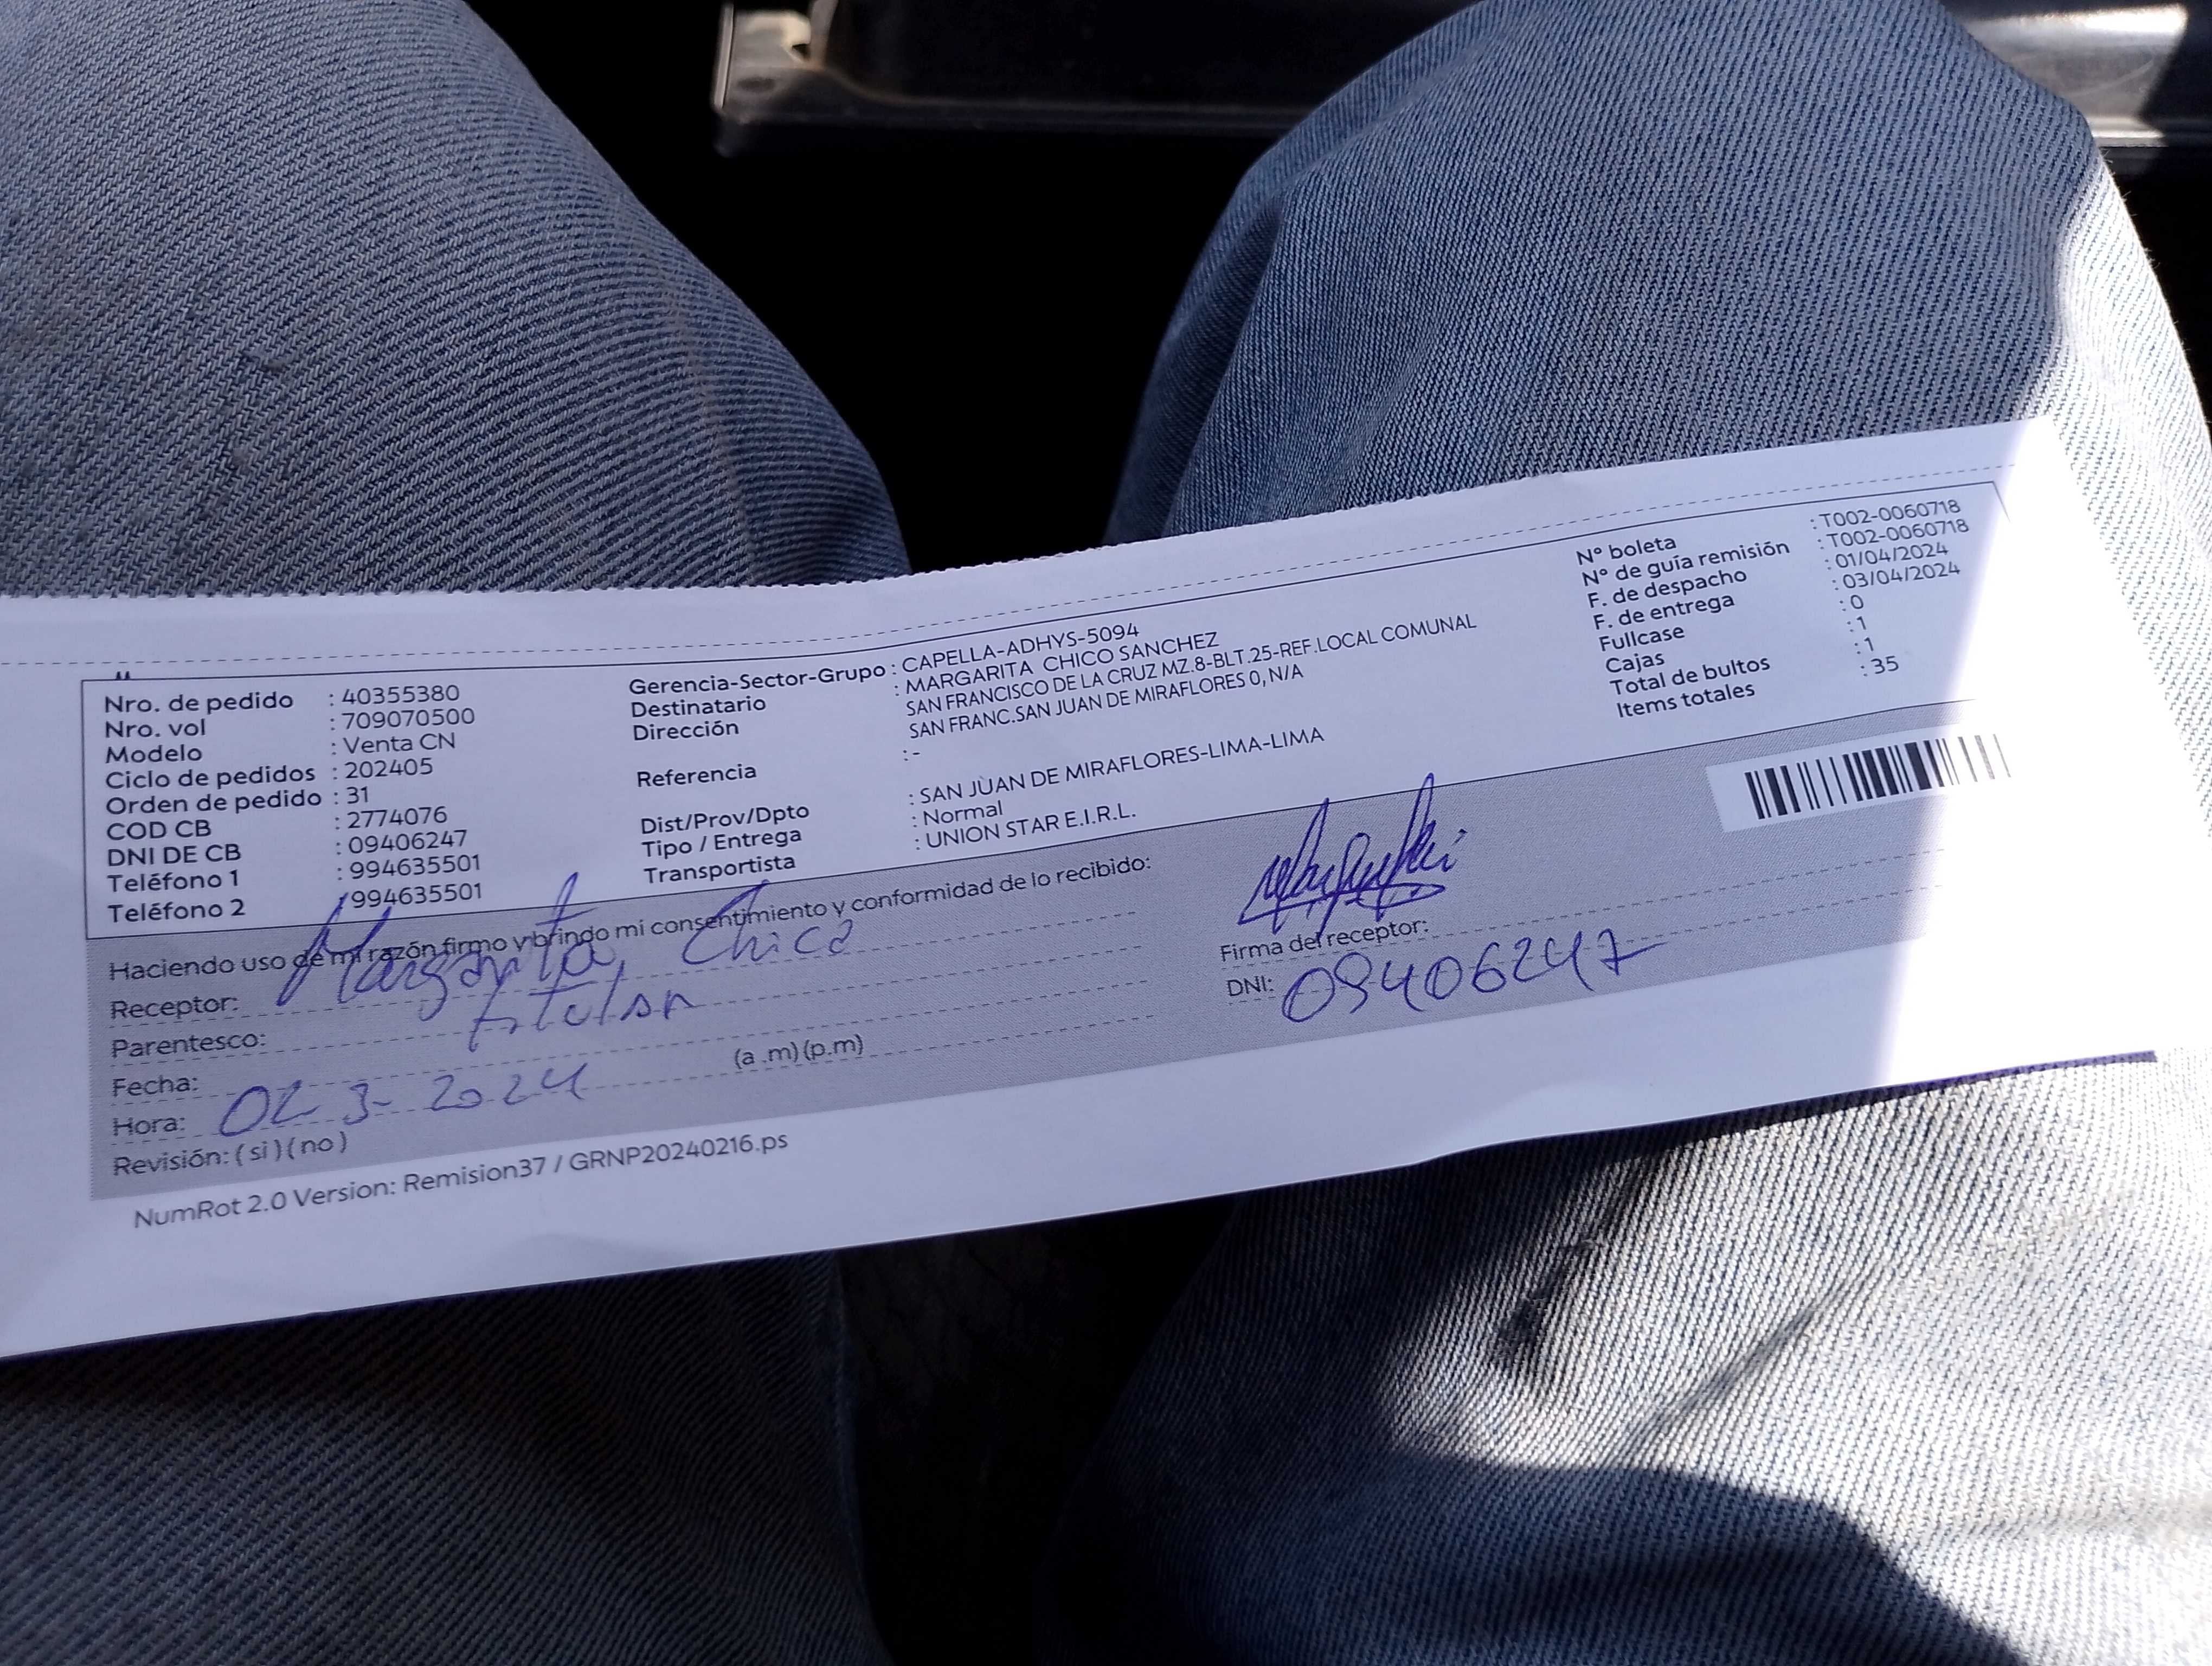 Nro. de pedido : 40355380
Nro. vol : 709070500
Modelo : Venta CN
Ciclo de pedidos : 202405
Orden de pedido : 31
COD CB : 2774076
DNI DE CB : 09406247
Teléfono 1 : 994635501
Teléfono 2 : 994635501
Gerencia-Sector-Grupo : CAPELLA-ADHYS-5094
Destinatario : MARGARITA CHICO SANCHEZ
Dirección SAN FRANCISCO DE LA CRUZ MZ.8-BLT.25-REF.LOCAL COMUNAL
SAN FRANC.SAN JUAN DE MIRAFLORES 0, N/A
Referencia : -
Dist/Prov/Dpto : SAN JUAN DE MIRAFLORES-LIMA-LIMA
Tipo / Entrega : Normal
Transportista : UNION STAR E.I.R.L.
N° boleta : T002-0060718
N° de guía remisión : T002-0060718
F. de despacho : 01/04/2024
F. de entrega : 03/04/2024
Fullcase : 0
Cajas : 1
Total de bultos : 1
Items totales : 35
Haciendo uso de mi razón firmo y brindo mi consentimiento y conformidad de lo recibido:
Receptor: Margarita Chico
Parentesco: titular
Fecha:
Hora: 02-3-2024 (a .m) (p.m)
Revisión: ( si ) ( no )
Firma del receptor:
DNI: 09406247
NumRot 2.0 Version: Remision37 / GRNP20240216.ps